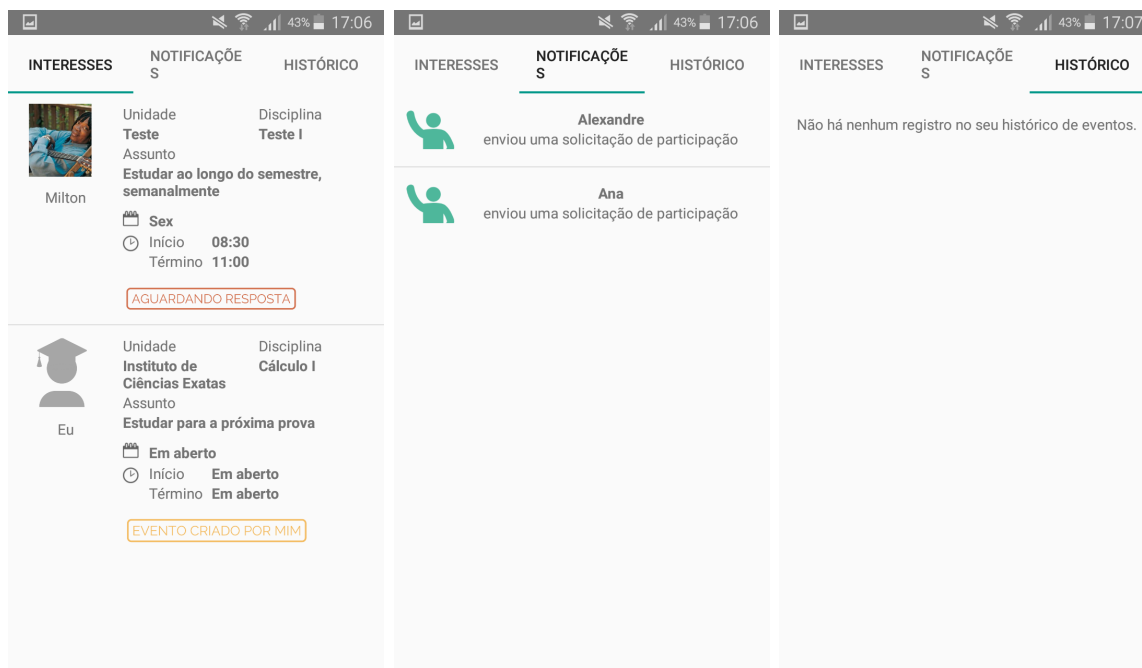 43% 17:06
INTERESSES
NOTIFICAÇÕE
S
HISTÓRICO
Milton
Unidade Disciplina
Teste Teste I
Assunto
Estudar ao longo do semestre,
semanalmente
Sex
Início 08:30
Término 11:00
AGUARDANDO RESPOSTA
Eu
Unidade Disciplina
Instituto de Cálculo I
Ciências Exatas
Assunto
Estudar para a próxima prova
Em aberto
Início Em aberto
Término Em aberto
EVENTO CRIADO POR MIM
43% 17:06
INTERESSES
NOTIFICAÇÕE
S
HISTÓRICO
Alexandre
enviou uma solicitação de participação
Ana
enviou uma solicitação de participação
43% 17:07
INTERESSES
NOTIFICAÇÕE
S
HISTÓRICO
Não há nenhum registro no seu histórico de eventos.